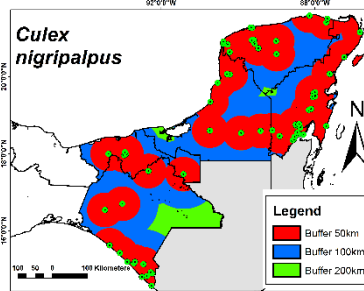 92°0'0"W 88°0'0"W
Culex
nigripalpus
20°0'0"N
18°0'0"N
16°0'0"N
N
Legend
Buffer 50km
Buffer 100km
Buffer 200km
100 50 0 100 Kilometers